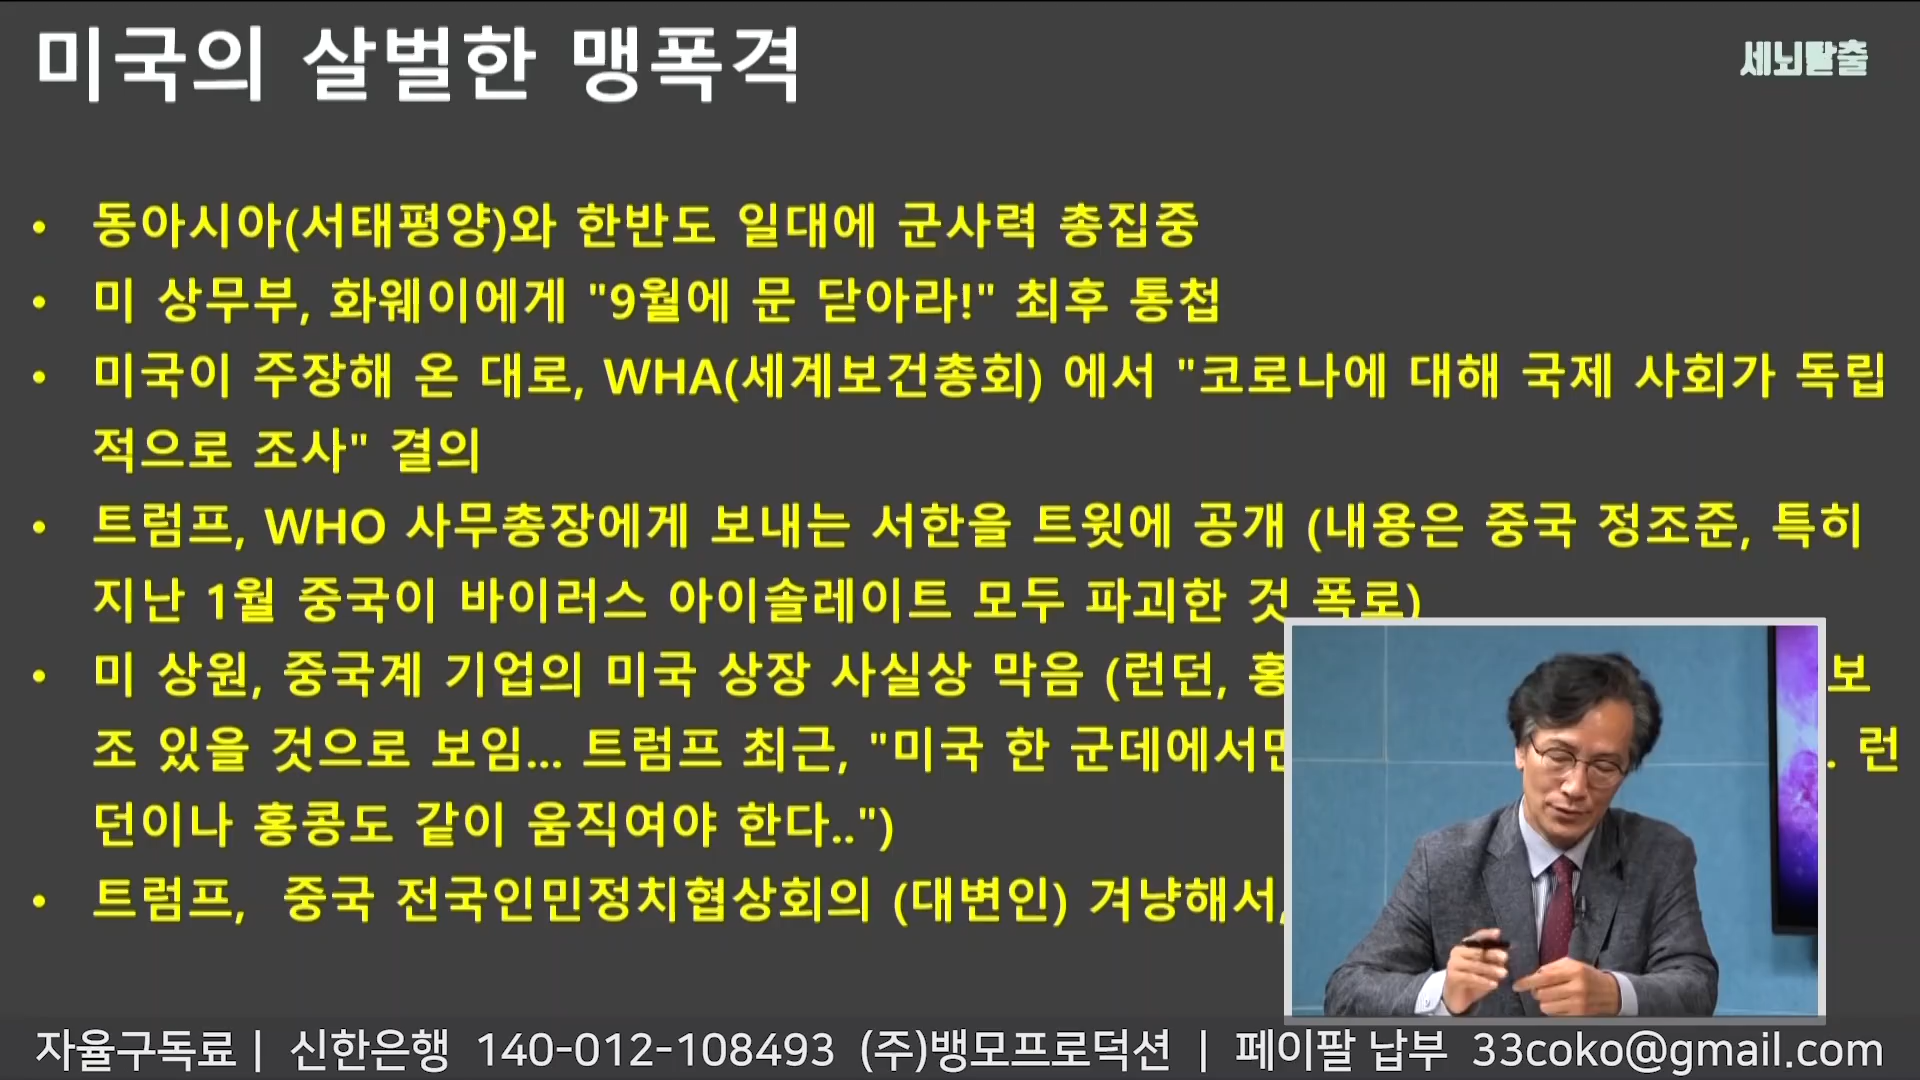 미국의 살벌한 맹폭격
세뇌탈출
• 동아시아(서태평양)와 한반도 일대에 군사력 총집중
• 미 상무부, 화웨이에게 "9월에 문 닫아라!" 최후 통첩
• 미국이 주장해 온 대로, WHA(세계보건총회) 에서 "코로나에 대해 국제 사회가 독립
적으로 조사" 결의
• 트럼프, WHO 사무총장에게 보내는 서한을 트윗에 공개 (내용은 중국 정조준, 특히
지난 1월 중국이 바이러스 아이솔레이트 모두 파괴한 것 폭로)
• 미 상원, 중국계 기업의 미국 상장 사실상 막음 (런던, 홍 보
조 있을 것으로 보임... 트럼프 최근, "미국 한 군데에서만 . 런
던이나 홍콩도 같이 움직여야 한다..")
• 트럼프, 중국 전국인민정치협상회의 (대변인) 겨냥해서,
자율구독료 | 신한은행 140-012-108493 (주)뱅모프로덕션 | 페이팔 납부 33coko@gmail.com